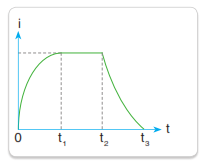 i
0 t₁ t₂ t₃ t